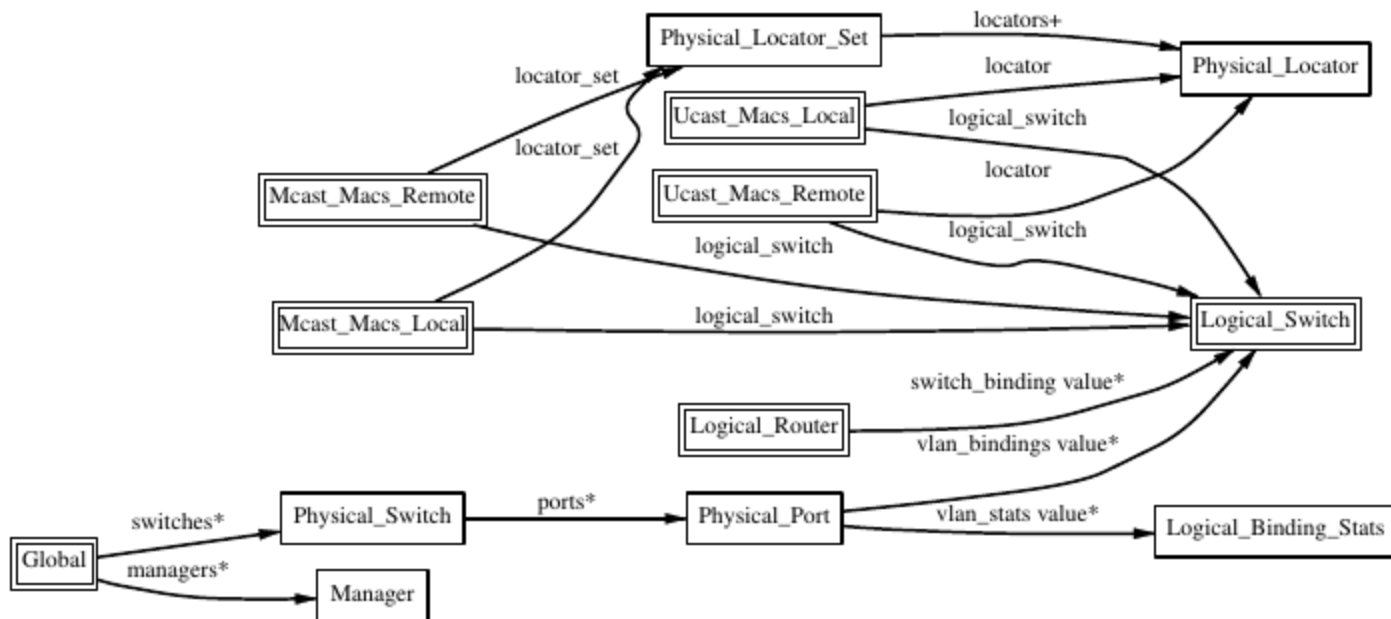 locators+
Physical_Locator_Set
locator
Physical_Locator
locator_set
Ucast_Macs_Local
logical_switch
locator_set
locator
Mcast_Macs_Remote
Ucast_Macs_Remote
logical_switch
logical_switch
Mcast_Macs_Local
logical_switch
Logical_Switch
switch_binding value*
Logical_Router
vlan_bindings value*
Physical_Switch
ports*
Physical_Port
vlan_stats value*
Logical_Binding_Stats
switches*
Global
managers*
Manager